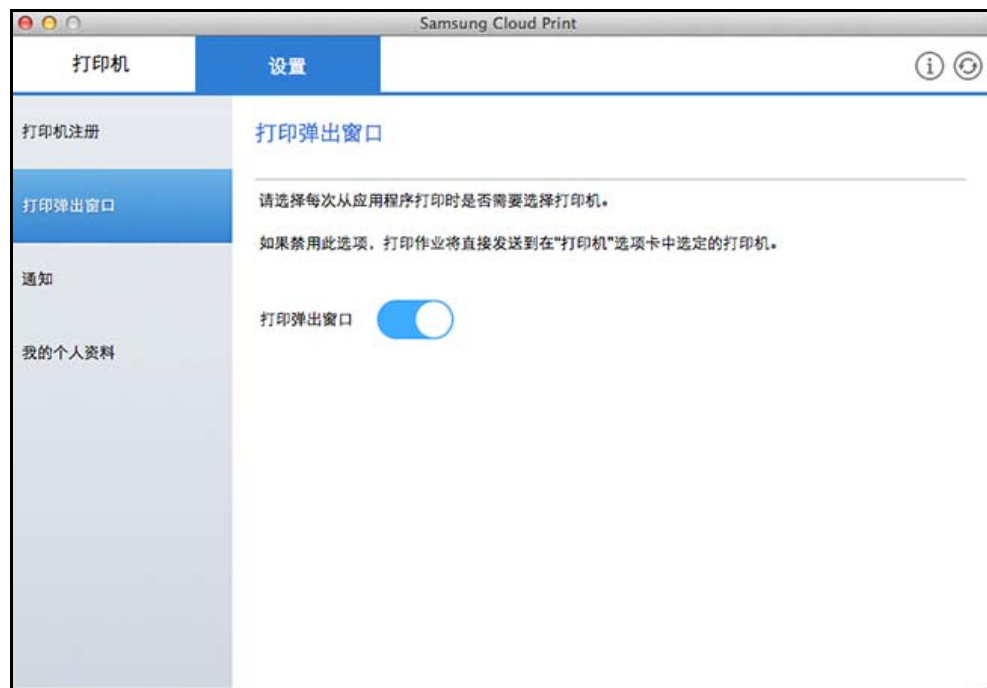 Samsung Cloud Print
打印机
设置
打印机注册
打印弹出窗口
通知
我的个人资料
打印弹出窗口
请选择每次从应用程序打印时是否需要选择打印机。
如果禁用此选项，打印作业将直接发送到在"打印机"选项卡中选定的打印机。
打印弹出窗口